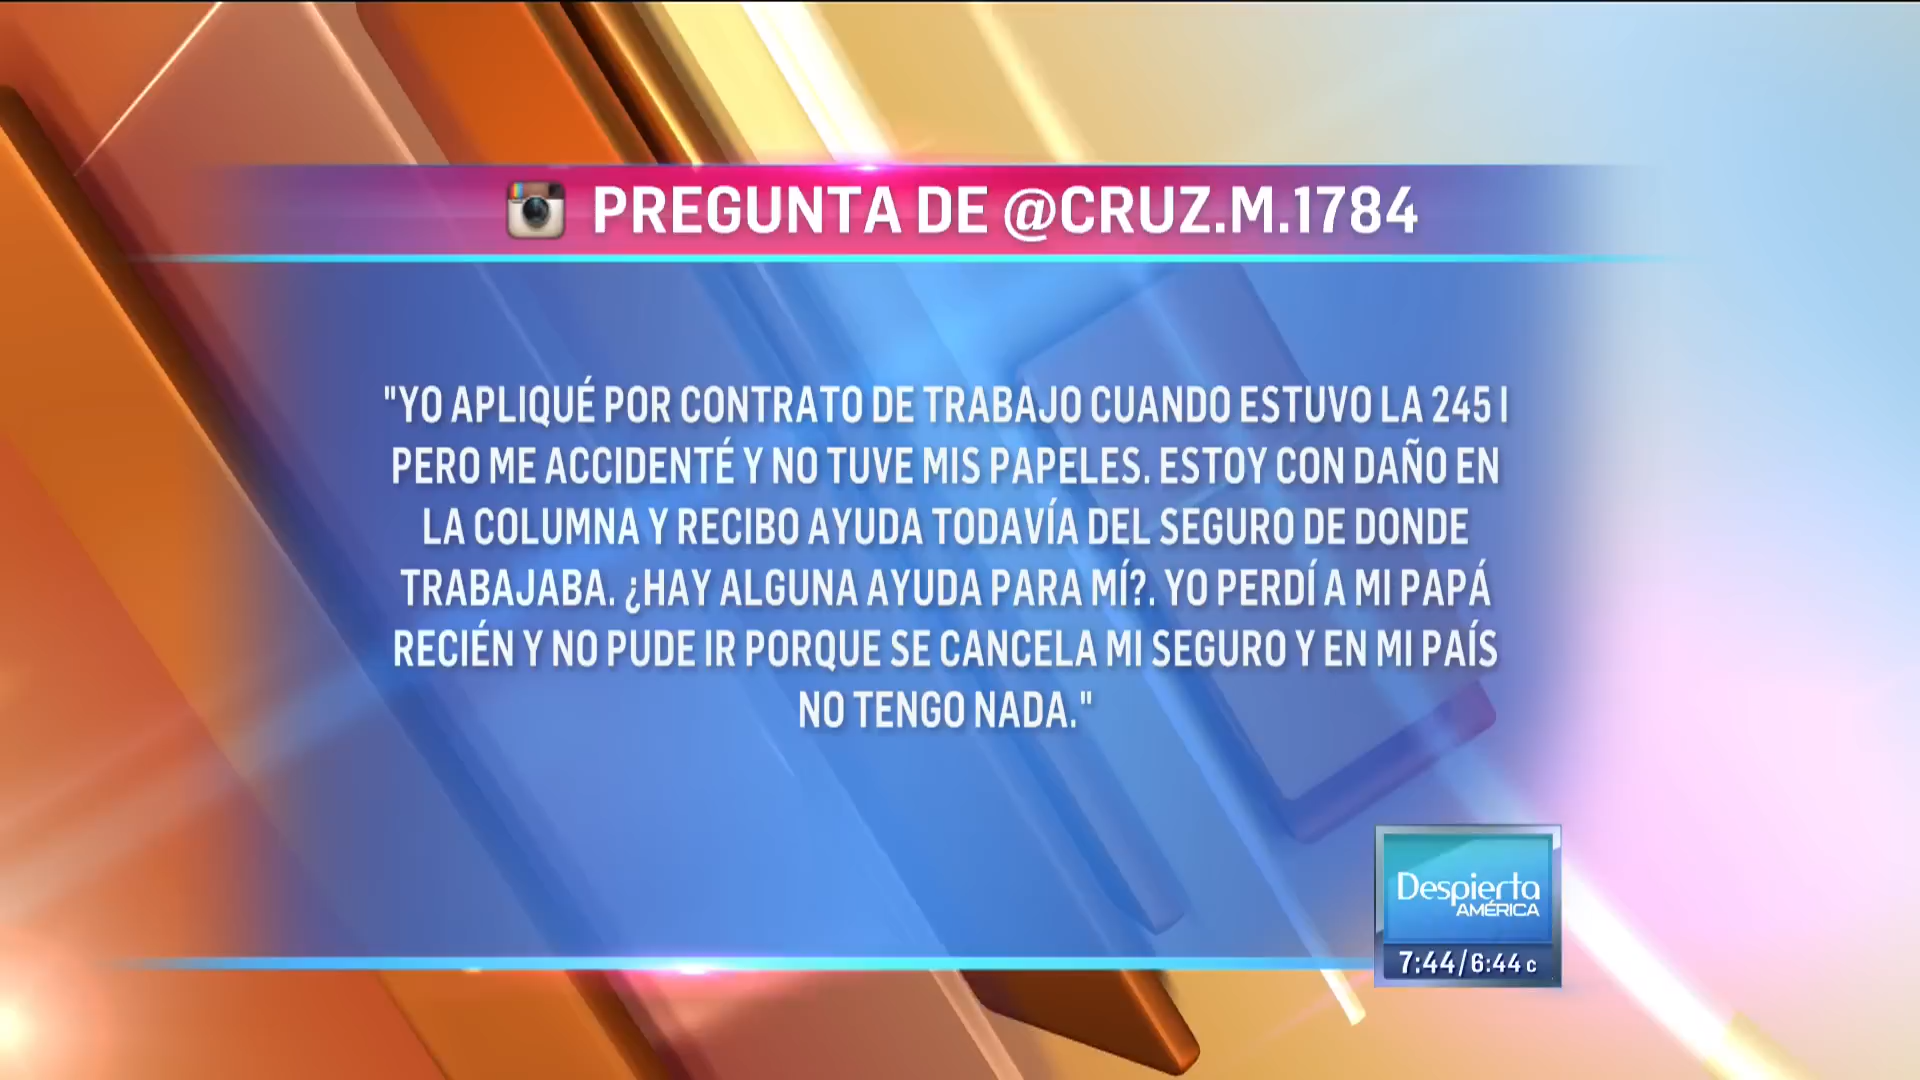 PREGUNTA DE @CRUZ.M.1784
"YO APLIQUÉ POR CONTRATO DE TRABAJO CUANDO ESTUVO LA 245 I
PERO ME ACCIDENTÉ Y NO TUVE MIS PAPELES. ESTOY CON DAÑO EN
LA COLUMNA Y RECIBO AYUDA TODAVÍA DEL SEGURO DE DONDE
TRABAJABA. ¿HAY ALGUNA AYUDA PARA MÍ?. YO PERDÍ A MI PAPÁ
RECIÉN Y NO PUDE IR PORQUE SE CANCELA MI SEGURO Y EN MI PAÍS
NO TENGO NADA."
Despierta
AMÉRICA
7:44/6:44 c